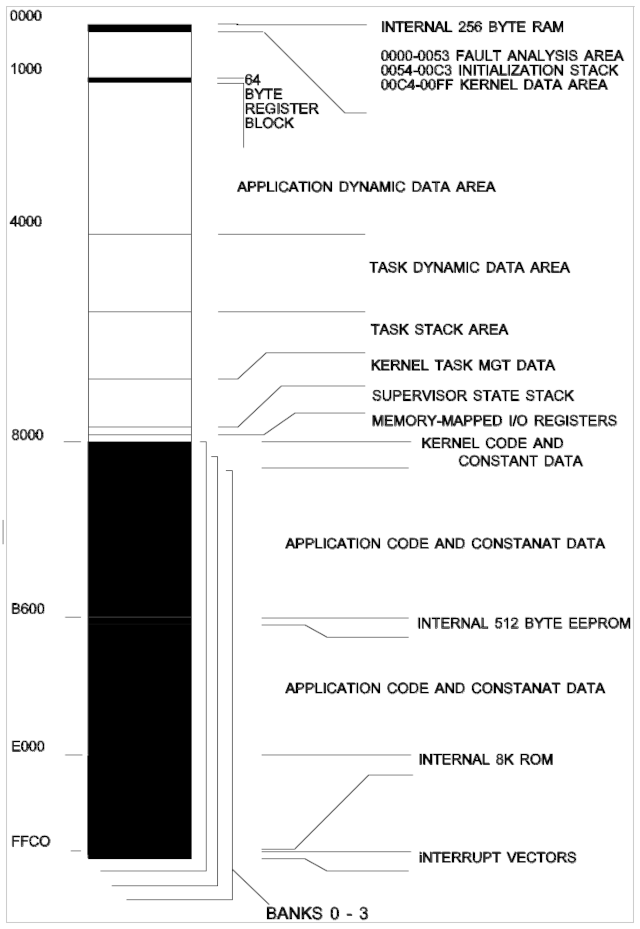 0000
INTERNAL 256 BYTE RAM
0000-0053 FAULT ANALYSIS AREA
0054-00C3 INITIALIZATION STACK
00C4-00FF KERNEL DATA AREA
1000
64
BYTE
REGISTER
BLOCK
APPLICATION DYNAMIC DATA AREA
4000
TASK DYNAMIC DATA AREA
TASK STACK AREA
KERNEL TASK MGT DATA
SUPERVISOR STATE STACK
MEMORY-MAPPED I/O REGISTERS
8000
KERNEL CODE AND
CONSTANT DATA
APPLICATION CODE AND CONSTANAT DATA
B600
INTERNAL 512 BYTE EEPROM
APPLICATION CODE AND CONSTANAT DATA
E000
INTERNAL 8K ROM
FFCO
iNTERRUPT VECTORS
BANKS 0 - 3